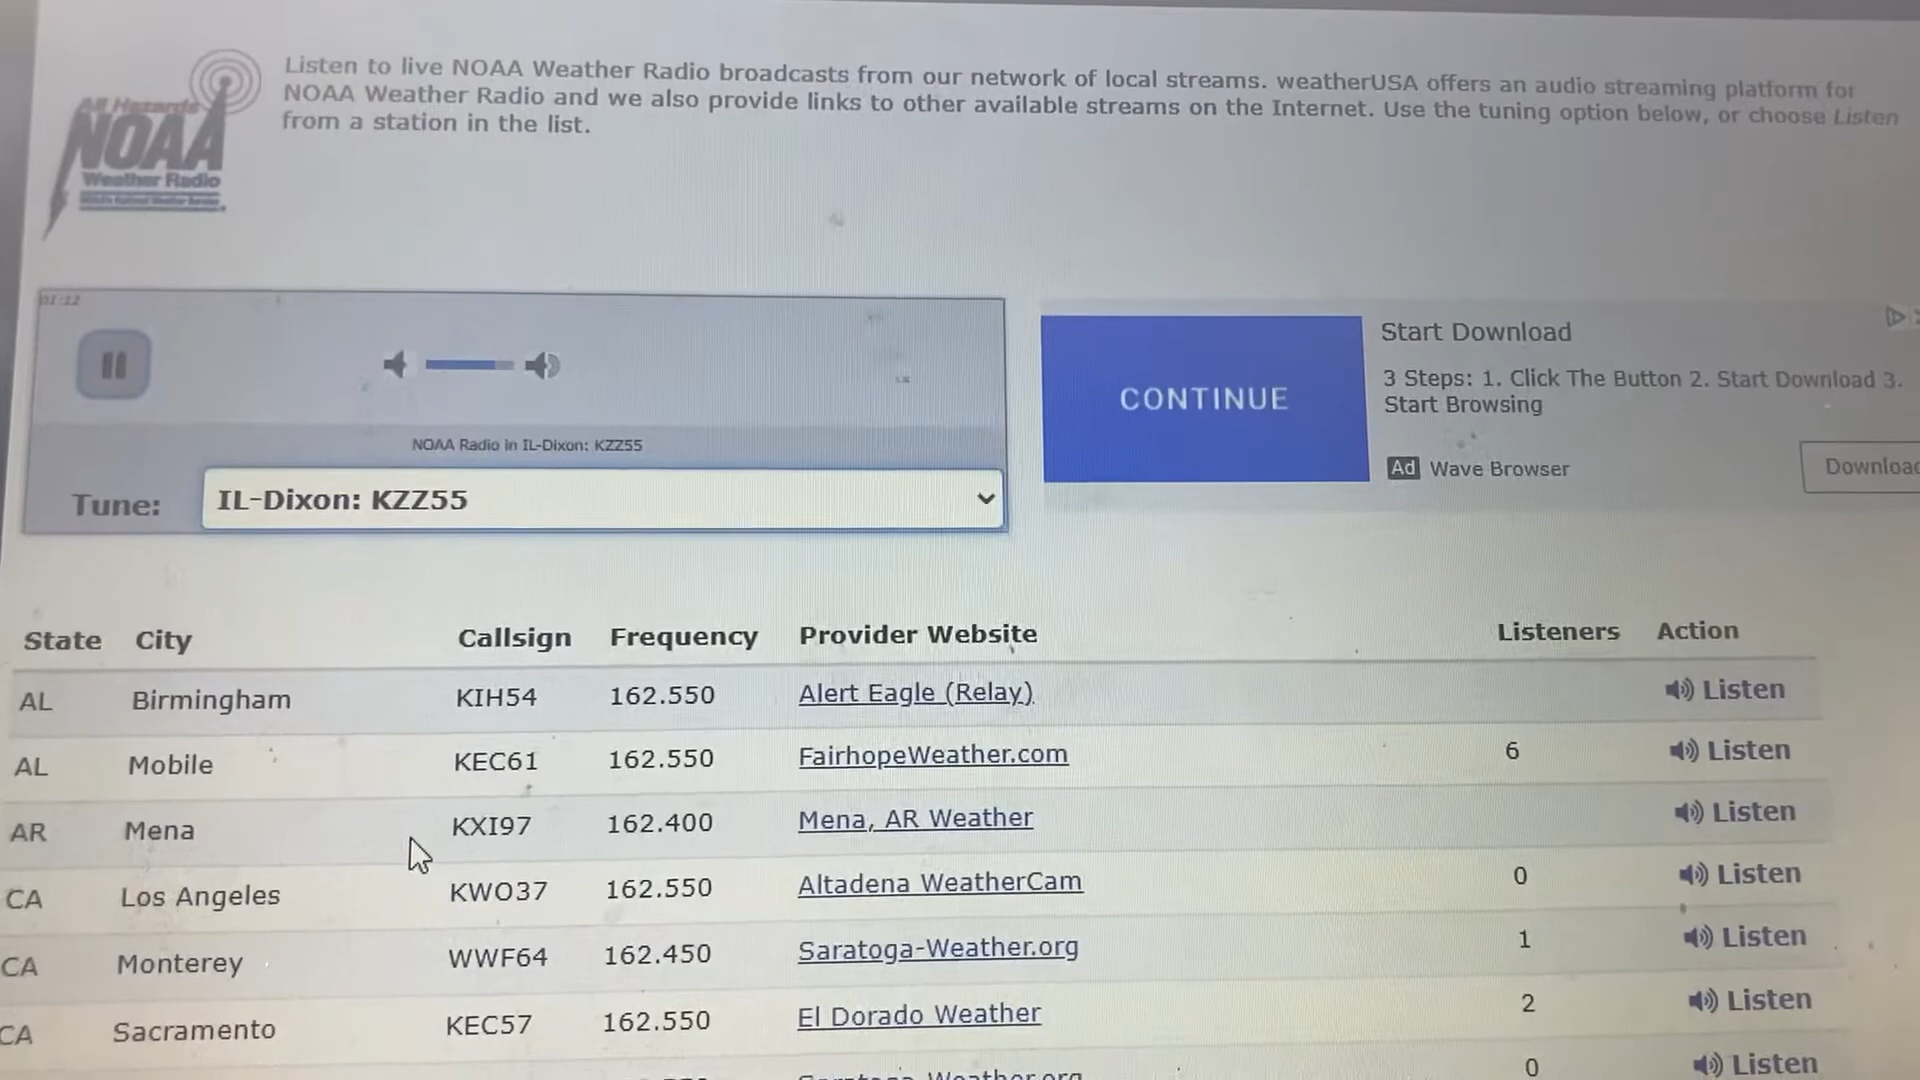 Listen to live NOAA Weather Radio broadcasts from our network of local streams. weatherUSA offers an audio streaming platform for
NOAA Weather Radio and we also provide links to other available streams on the Internet. Use the tuning option below, or choose Listen
from a station in the list.
All Hazards
NOAA
Weather Radio
01:22
NOAA Radio in IL-Dixon: KZZ55
Tune: IL-Dixon: KZZ55
CONTINUE
Start Download
3 Steps: 1. Click The Button 2. Start Download 3.
Start Browsing
Ad Wave Browser
State City Callsign Frequency Provider Website Listeners Action
AL Birmingham KIH54 162.550 Alert Eagle (Relay) Listen
AL Mobile KEC61 162.550 FairhopeWeather.com 6 Listen
AR Mena KXI97 162.400 Mena, AR Weather Listen
CA Los Angeles KWO37 162.550 Altadena WeatherCam 0 Listen
CA Monterey WWF64 162.450 Saratoga-Weather.org 1 Listen
CA Sacramento KEC57 162.550 El Dorado Weather 2 Listen
0 Listen